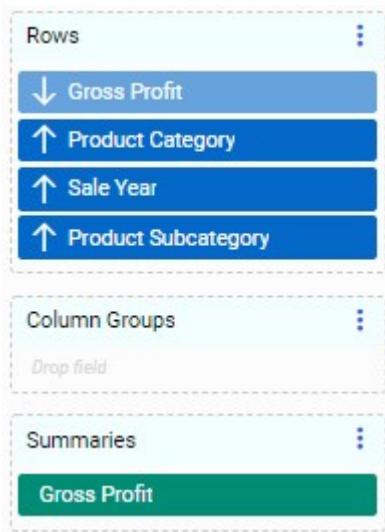 Rows
Gross Profit
Product Category
Sale Year
Product Subcategory
Column Groups
Drop field
Summaries
Gross Profit